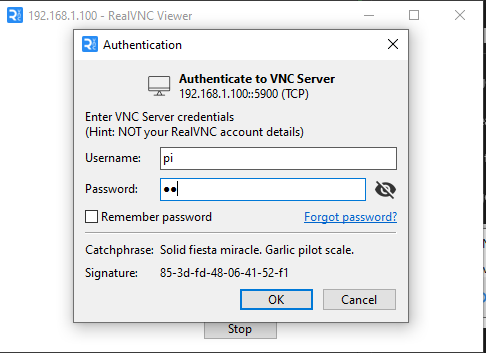 192.168.1.100 - RealVNC Viewer
Authentication
Authenticate to VNC Server
192.168.1.100::5900 (TCP)
Enter VNC Server credentials
(Hint: NOT your RealVNC account details)
Username: pi
Password: ●●
Remember password Forgot password?
Catchphrase: Solid fiesta miracle. Garlic pilot scale.
Signature: 85-3d-fd-48-06-41-52-f1
OK Cancel
Stop